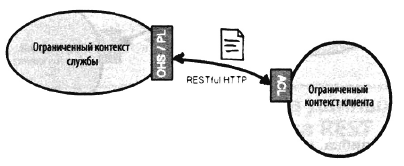 Ограниченный контекст
службы
OHS / PL
RESTful HTTP
ACL
Ограниченный
контекст клиента